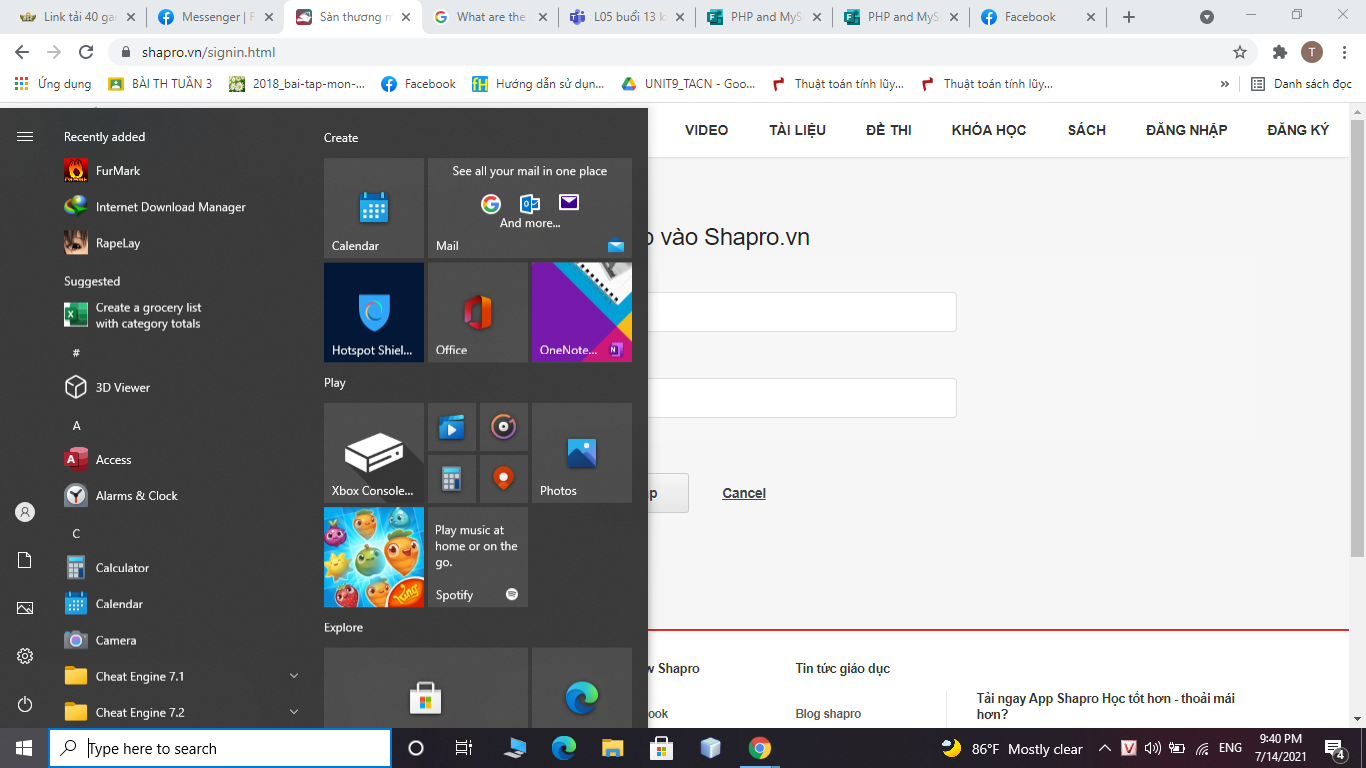 Link tải 40 gar
Messenger | F
Sàn thương m
What are the
L05 buổi 13 k
PHP and MyS
PHP and MyS
Facebook
shapro.vn/signin.html
T
Ứng dụng
BÀI TH TUẦN 3
2018_bai-tap-mon-...
Facebook
Hướng dẫn sử dụn...
UNIT9_TACN - Goo...
Thuật toán tính lũy...
Thuật toán tính lũy...
»
Danh sách đọc
VIDEO
TÀI LIỆU
ĐỀ THI
KHÓA HỌC
SÁCH
ĐĂNG NHẬP
ĐĂNG KÝ
vào Shapro.vn
Cancel
Recently added
FurMark
Internet Download Manager
RapeLay
Suggested
Create a grocery list
with category totals
#
3D Viewer
A
Access
Alarms & Clock
C
Calculator
Calendar
Camera
Cheat Engine 7.1
Cheat Engine 7.2
Create
Calendar
See all your mail in one place
And more...
Mail
Hotspot Shiel...
Office
OneNote...
Play
Xbox Console...
Photos
King
Play music at
home or on the
go.
Spotify
Explore
w Shapro
ook
Tin tức giáo dục
Blog shapro
Tải ngay App Shapro Học tốt hơn - thoải mái
hơn?
Type here to search
86°F Mostly clear
V
ENG
9:40 PM
7/14/2021
4